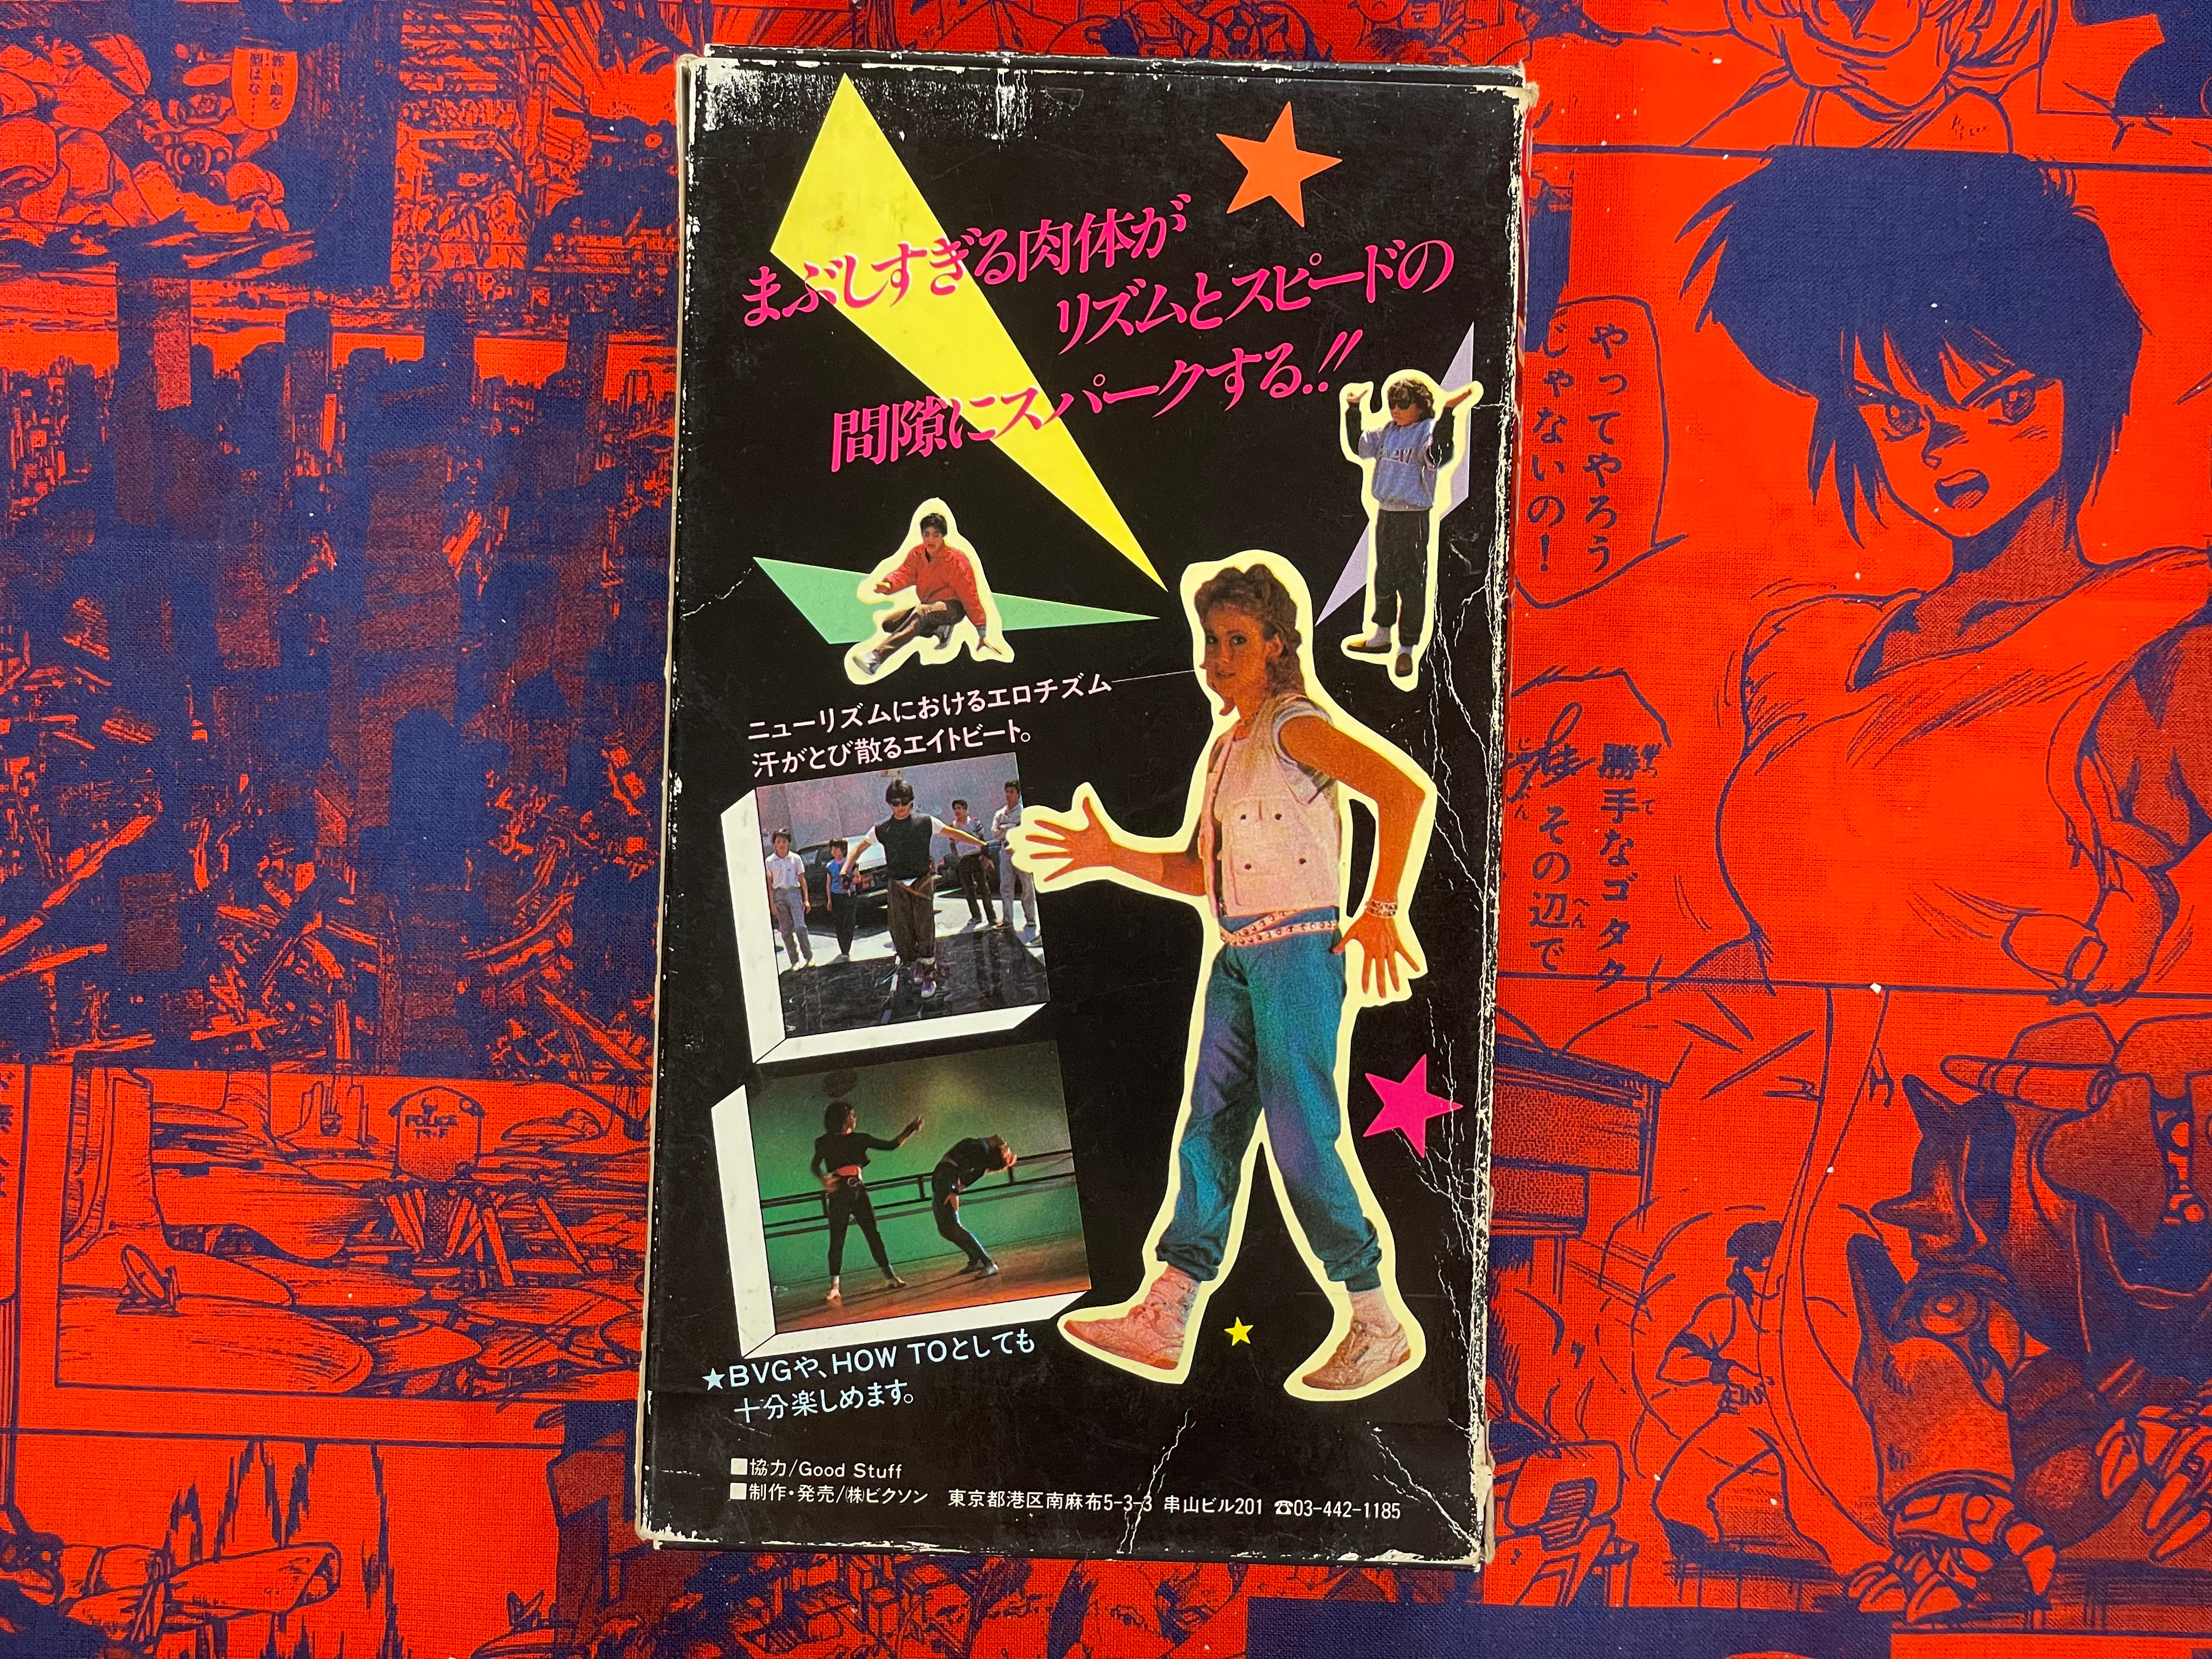 まぶしすぎる肉体が
リズムとスピードの
間隙にスパークする..!!
ニューリズムにおけるエロチズム
汗がとび散るエイトビート。
★BVGや、HOW TOとしても
十分楽しめます。
■協力/Good Stuff
■制作・発売/㈱ビクソン 東京都港区南麻布5-3-3 串山ビル201 ☎03-442-1185
やってやろう
じゃないの!
勝手なゴタク
その辺で
POLICE